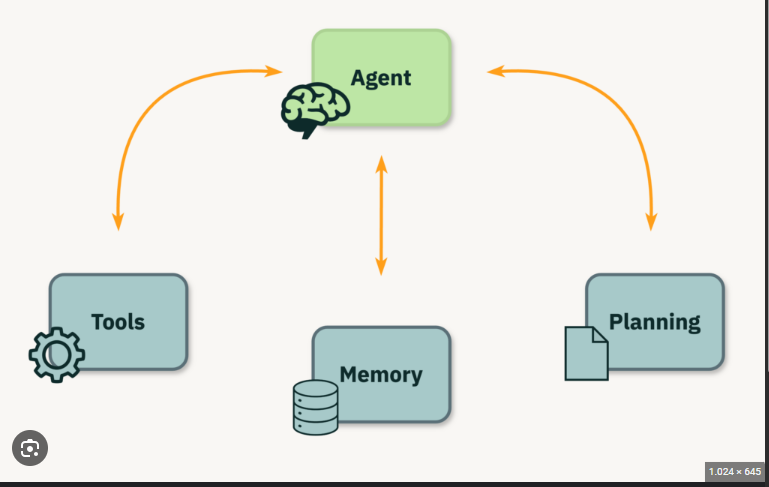 Agent
Tools
Planning
Memory
1.024 × 645